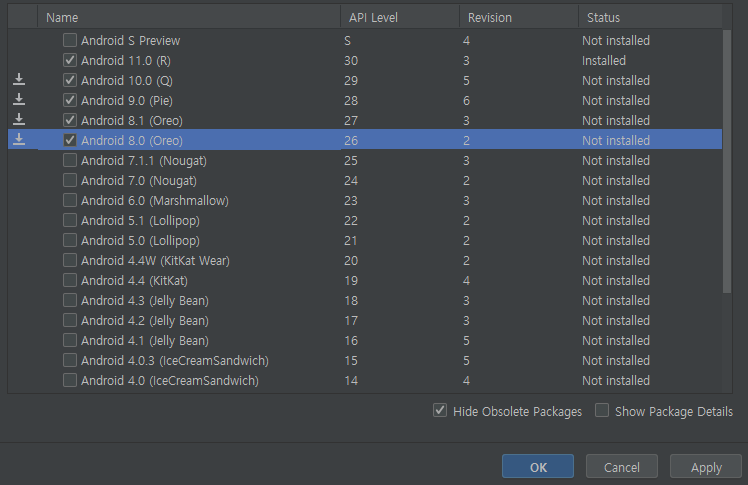 Name API Level Revision Status
Android S Preview S 4 Not installed
Android 11.0 (R) 30 3 Installed
Android 10.0 (Q) 29 5 Not installed
Android 9.0 (Pie) 28 6 Not installed
Android 8.1 (Oreo) 27 3 Not installed
Android 8.0 (Oreo) 26 2 Not installed
Android 7.1.1 (Nougat) 25 3 Not installed
Android 7.0 (Nougat) 24 2 Not installed
Android 6.0 (Marshmallow) 23 3 Not installed
Android 5.1 (Lollipop) 22 2 Not installed
Android 5.0 (Lollipop) 21 2 Not installed
Android 4.4W (KitKat Wear) 20 2 Not installed
Android 4.4 (KitKat) 19 4 Not installed
Android 4.3 (Jelly Bean) 18 3 Not installed
Android 4.2 (Jelly Bean) 17 3 Not installed
Android 4.1 (Jelly Bean) 16 5 Not installed
Android 4.0.3 (IceCreamSandwich) 15 5 Not installed
Android 4.0 (IceCreamSandwich) 14 4 Not installed
Hide Obsolete Packages Show Package Details
OK Cancel Apply